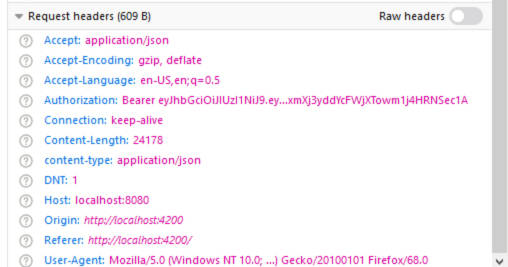 Request headers (609 B) Raw headers
Accept: application/json
Accept-Encoding: gzip, deflate
Accept-Language: en-US,en;q=0.5
Authorization: Bearer eyJhbGciOiJIUzI1NiJ9.ey...xmXj3yddYcFWjXTowm1j4HRNSec1A
Connection: keep-alive
Content-Length: 24178
content-type: application/json
DNT: 1
Host: localhost:8080
Origin: http://localhost:4200
Referer: http://localhost:4200/
User-Agent: Mozilla/5.0 (Windows NT 10.0; ...) Gecko/20100101 Firefox/68.0